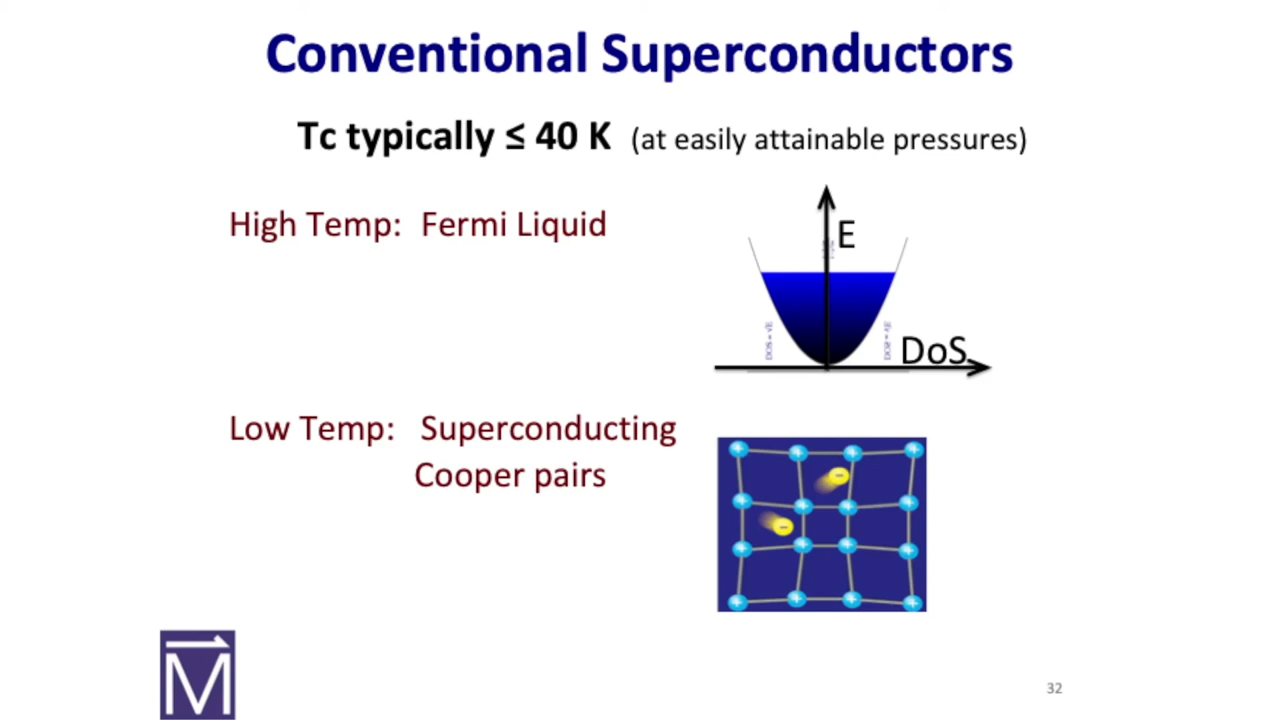 Conventional Superconductors
Tc typically ≤ 40 K (at easily attainable pressures)
High Temp: Fermi Liquid
E
DOS = √E
DoS
Low Temp: Superconducting
Cooper pairs
M
32